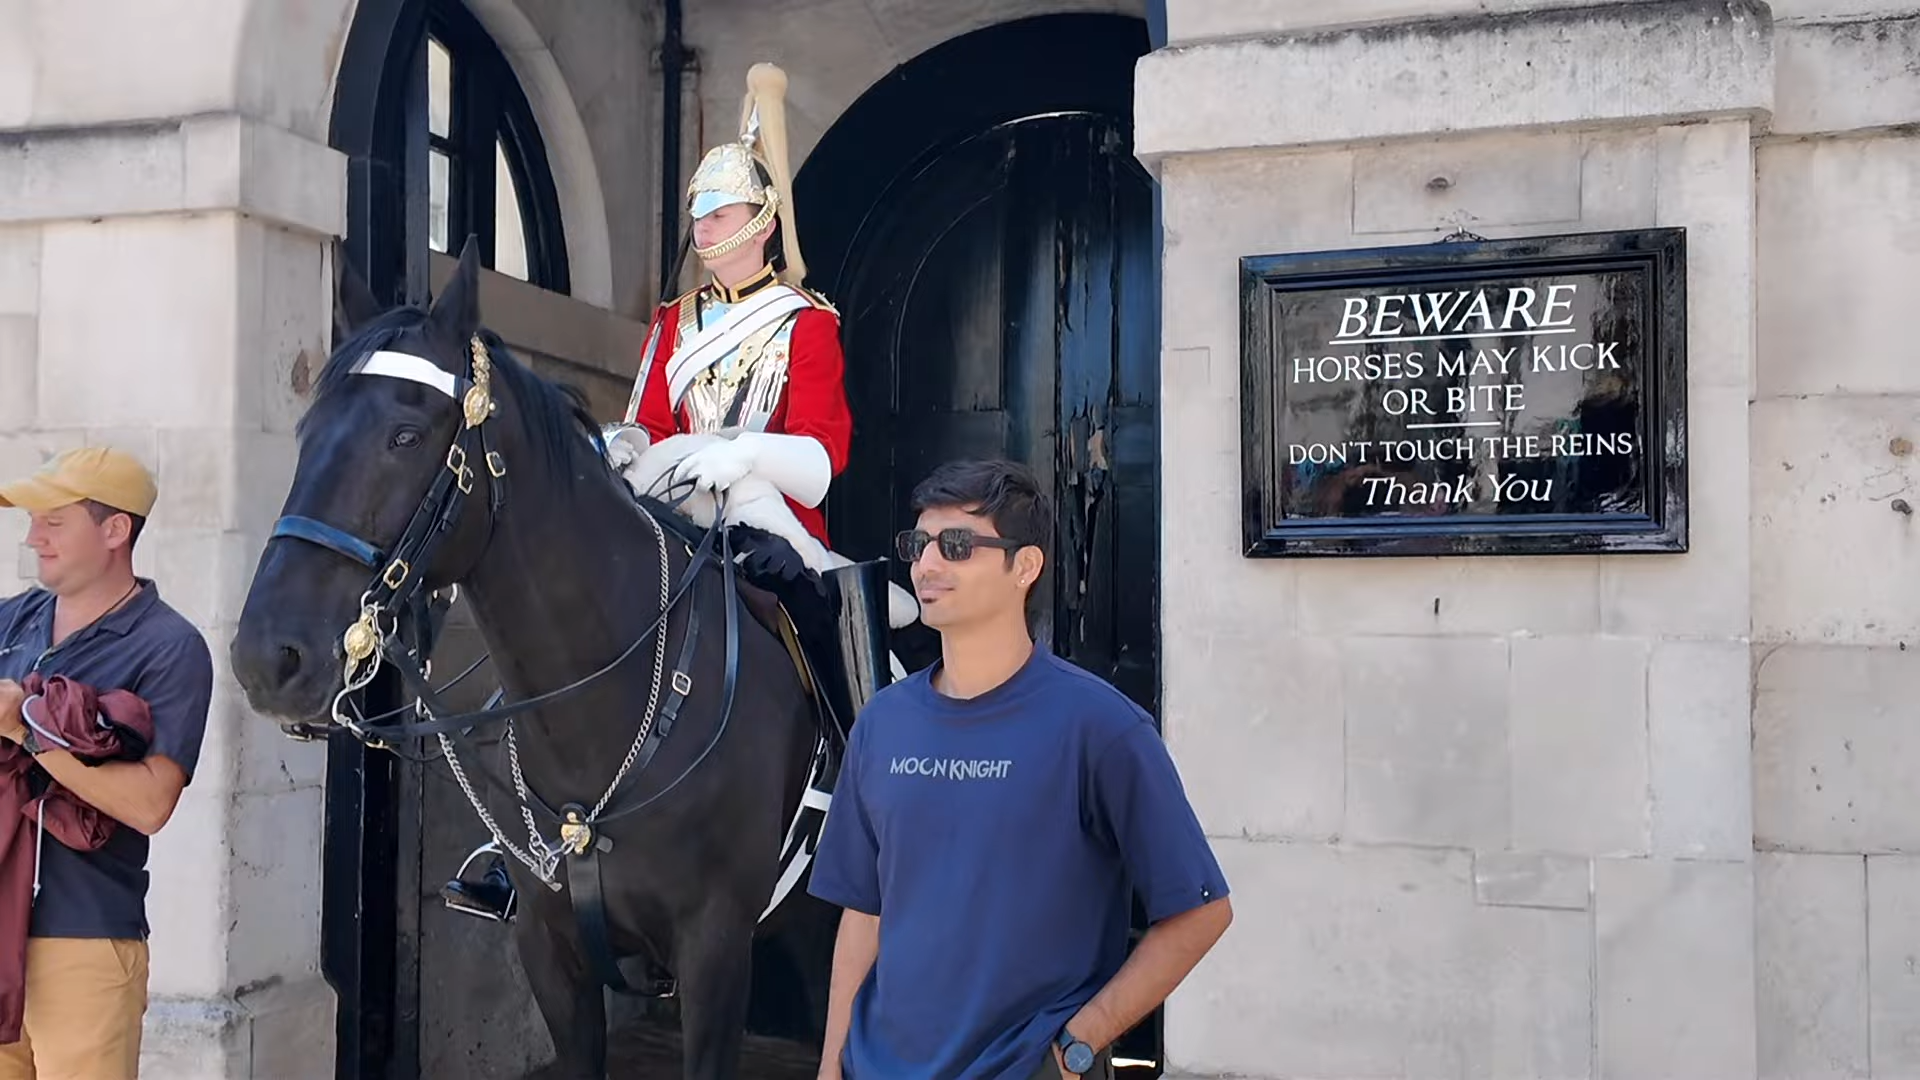 BEWARE
HORSES MAY KICK
OR BITE
DON'T TOUCH THE REINS
Thank You
MOON KNIGHT